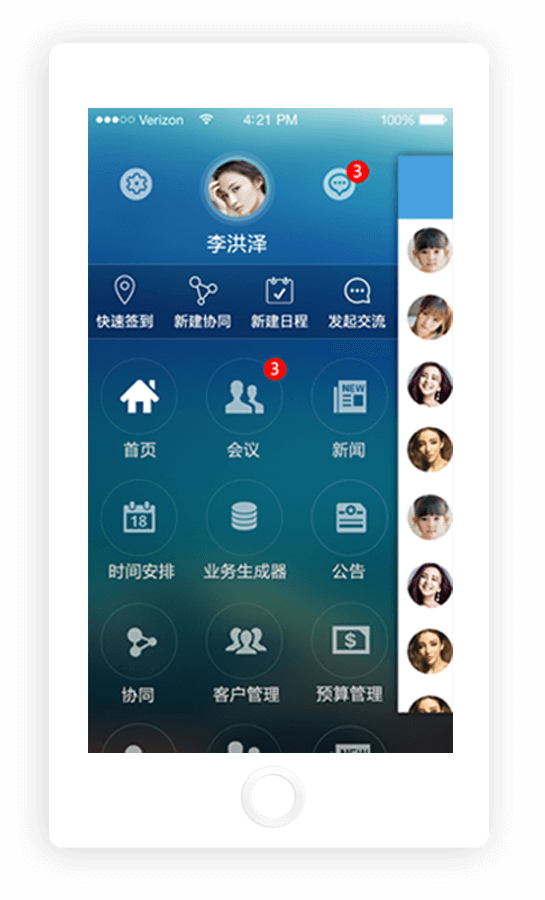 Verizon 4:21 PM 100%
3
李洪泽
快速签到 新建协同 新建日程 发起交流
3
NEW
首页 会议 新闻
18
时间安排 业务生成器 公告
$
协同 客户管理 预算管理
NEW